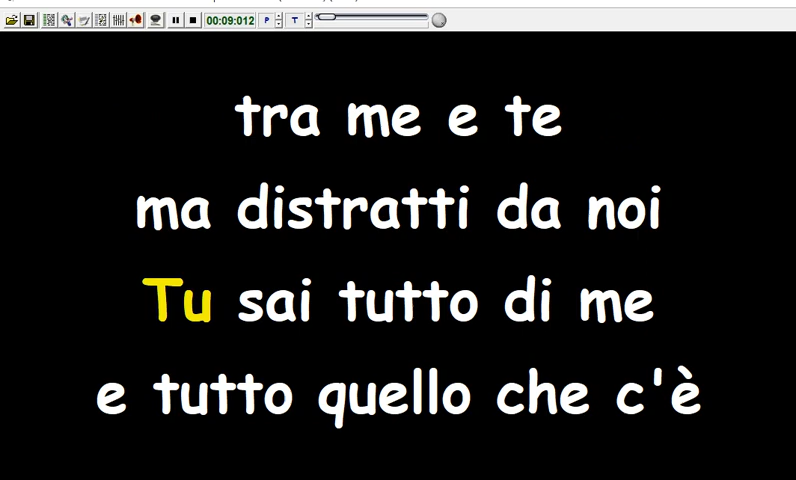 00:09:012
P
T
tra me e te
ma distratti da noi
Tu sai tutto di me
e tutto quello che c'è